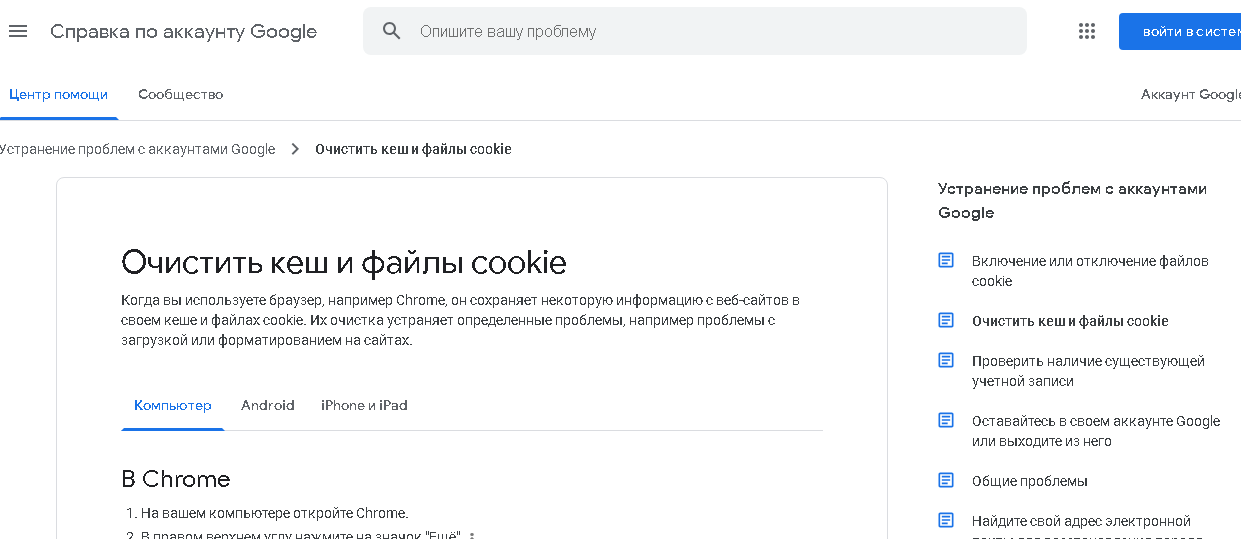 Справка по аккаунту Google
Опишите вашу проблему
войти в систем
Центр помощи
Сообщество
Аккаунт Google
Устранение проблем с аккаунтами Google
Очистить кеш и файлы cookie
Очистить кеш и файлы cookie
Когда вы используете браузер, например Chrome, он сохраняет некоторую информацию с веб-сайтов в
своем кеше и файлах cookie. Их очистка устраняет определенные проблемы, например проблемы с
загрузкой или форматированием на сайтах.
Компьютер
Android
iPhone и iPad
В Chrome
1. На вашем компьютере откройте Chrome.
2. В правом верхнем углу нажмите на значок "Ещё"
Устранение проблем с аккаунтами
Google
Включение или отключение файлов
cookie
Очистить кеш и файлы cookie
Проверить наличие существующей
учетной записи
Оставайтесь в своем аккаунте Google
или выходите из него
Общие проблемы
Найдите свой адрес электронной